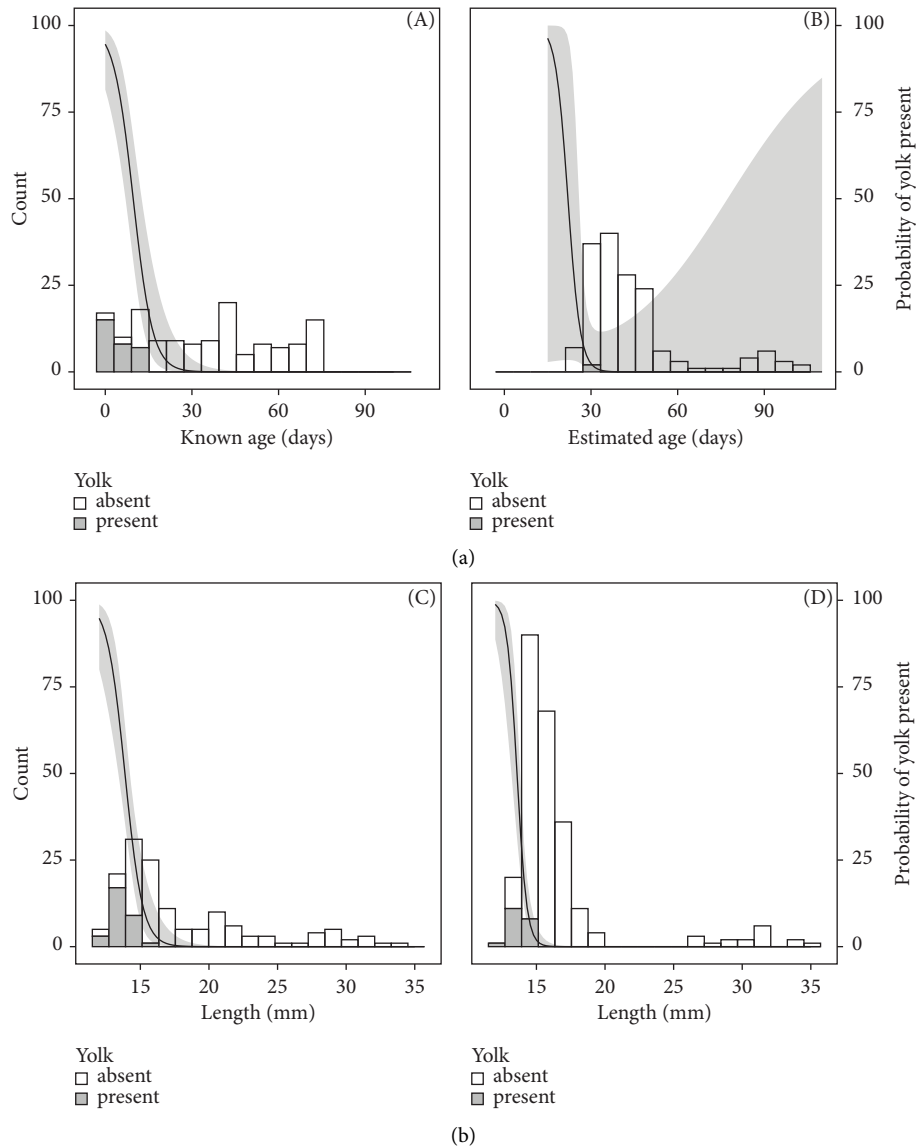 (A)
100
75
50
25
0
Count
0 30 60 90
Known age (days)
Yolk
absent
present
(B)
100
75
50
25
0
Probability of yolk present
0 30 60 90
Estimated age (days)
Yolk
absent
present
(a)
(C)
100
75
50
25
0
Count
15 20 25 30 35
Length (mm)
Yolk
absent
present
(D)
100
75
50
25
0
Probability of yolk present
15 20 25 30 35
Length (mm)
Yolk
absent
present
(b)